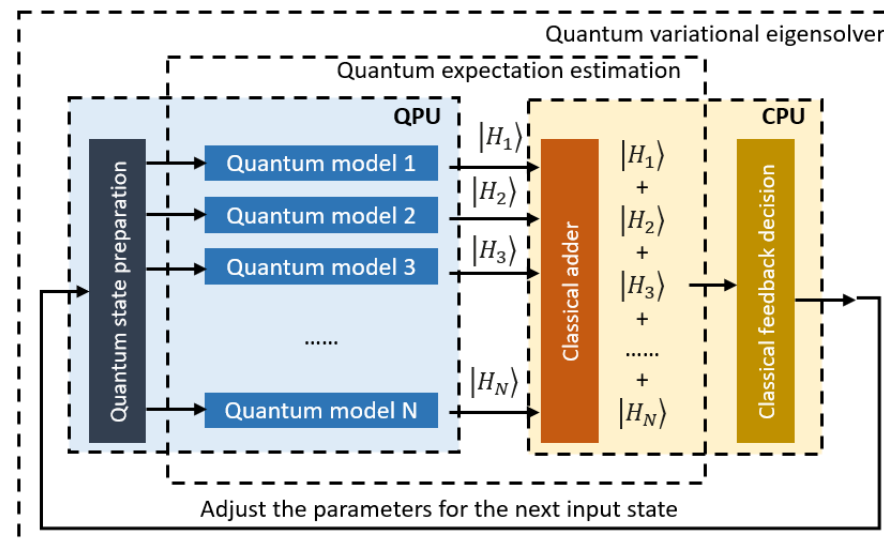 Quantum variational eigensolver
Quantum expectation estimation
QPU
CPU
Quantum state preparation
Quantum model 1
Quantum model 2
Quantum model 3
......
Quantum model N
|H₁⟩
|H₂⟩
|H₃⟩
|H_N⟩
Classical adder
|H₁⟩
+
|H₂⟩
+
|H₃⟩
+
......
+
|H_N⟩
Classical feedback decision
Adjust the parameters for the next input state